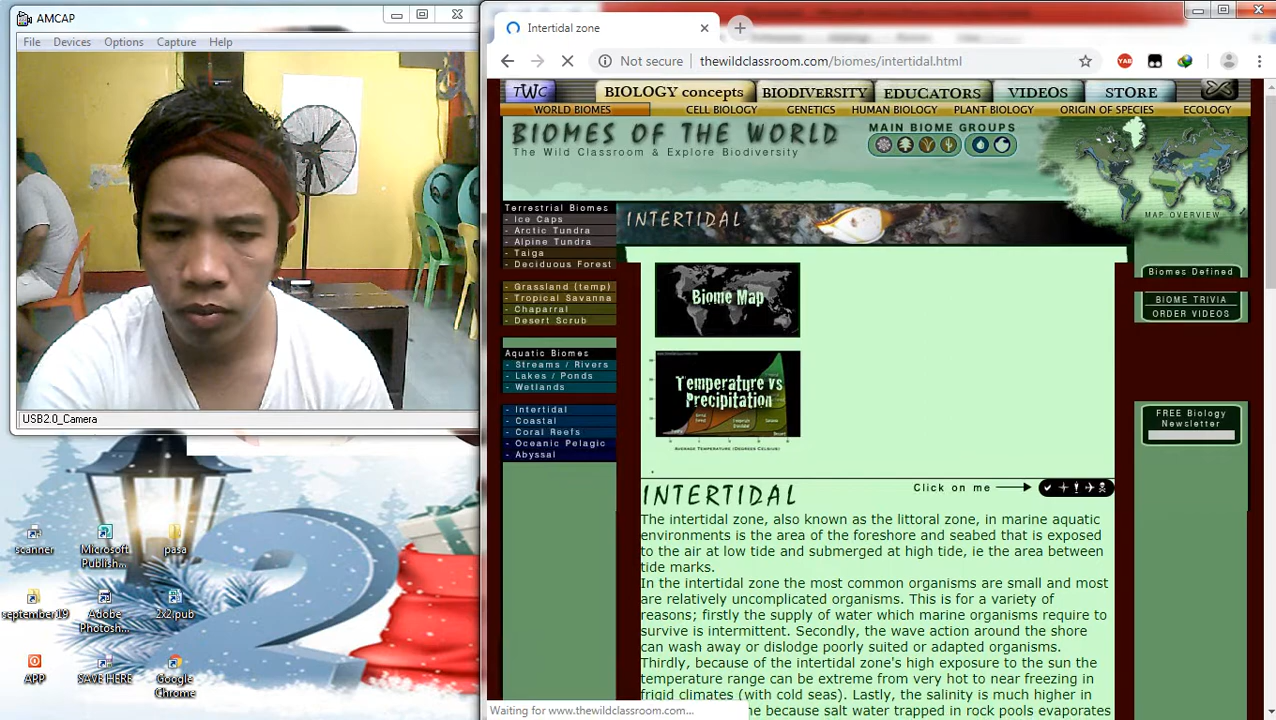 AMCAP
File Devices Options Capture Help
USB2.0_Camera
scanner
Microsoft Publish...
pasa
september19
Adobe Photosh...
2x2 pub
APP
SAVE HERE
Google Chrome
Intertidal zone
Not secure thewildclassroom.com/biomes/intertidal.html
YAB
TWC BIOLOGY concepts BIODIVERSITY EDUCATORS VIDEOS STORE
WORLD BIOMES CELL BIOLOGY GENETICS HUMAN BIOLOGY PLANT BIOLOGY ORIGIN OF SPECIES ECOLOGY
BIOMES OF THE WORLD
The Wild Classroom & Explore Biodiversity
MAIN BIOME GROUPS
MAP OVERVIEW
INTERTIDAL
Terrestrial Biomes
- Ice Caps
- Arctic Tundra
- Alpine Tundra
- Taiga
- Deciduous Forest
- Grassland (temp)
- Tropical Savanna
- Chaparral
- Desert Scrub
Aquatic Biomes
- Streams / Rivers
- Lakes / Ponds
- Wetlands
- Intertidal
- Coastal
- Coral Reefs
- Oceanic Pelagic
- Abyssal
Biome Map
Temperature vs
Precipitation
AVERAGE TEMPERATURE (DEGREES CELSIUS)
Biomes Defined
BIOME TRIVIA
ORDER VIDEOS
FREE Biology
Newsletter
INTERTIDAL
Click on me
The intertidal zone, also known as the littoral zone, in marine aquatic
environments is the area of the foreshore and seabed that is exposed
to the air at low tide and submerged at high tide, ie the area between
tide marks.
In the intertidal zone the most common organisms are small and most
are relatively uncomplicated organisms. This is for a variety of
reasons; firstly the supply of water which marine organisms require to
survive is intermittent. Secondly, the wave action around the shore
can wash away or dislodge poorly suited or adapted organisms.
Thirdly, because of the intertidal zone's high exposure to the sun the
temperature range can be extreme from very hot to near freezing in
frigid climates (with cold seas). Lastly, the salinity is much higher in
because salt water trapped in rock pools evaporates
Waiting for www.thewildclassroom.com...